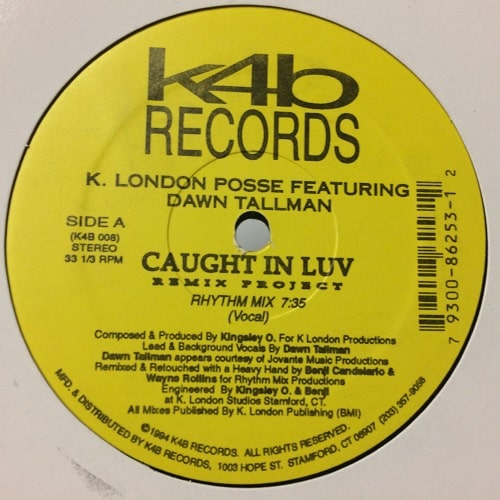 k4b
RECORDS
K. LONDON POSSE FEATURING
DAWN TALLMAN
SIDE A
(K4B 008)
STEREO
33 1/3 RPM
CAUGHT IN LUV
REMIX PROJECT
RHYTHM MIX 7:35
(Vocal)
Composed & Produced By Kingsley O. For K London Productions
Lead & Background Vocals By Dawn Tallman
Dawn Tallman appears courtesy of Jovante Music Productions
Remixed & Retouched with a Heavy Hand by Benji Candelario &
Wayne Rollins for Rhythm Mix Productions
Engineered. By Kingsley O. & Benji
at K. London Studios Stamford, CT.
All Mixes Published By K. London Publishing (BMI)
©1994 K4B RECORDS. ALL RIGHTS RESERVED.
MFD. & DISTRIBUTED BY K4B RECORDS, 1003 HOPE ST. STAMFORD, CT 06907 (203) 357-9058
7 93000-86253-1 2